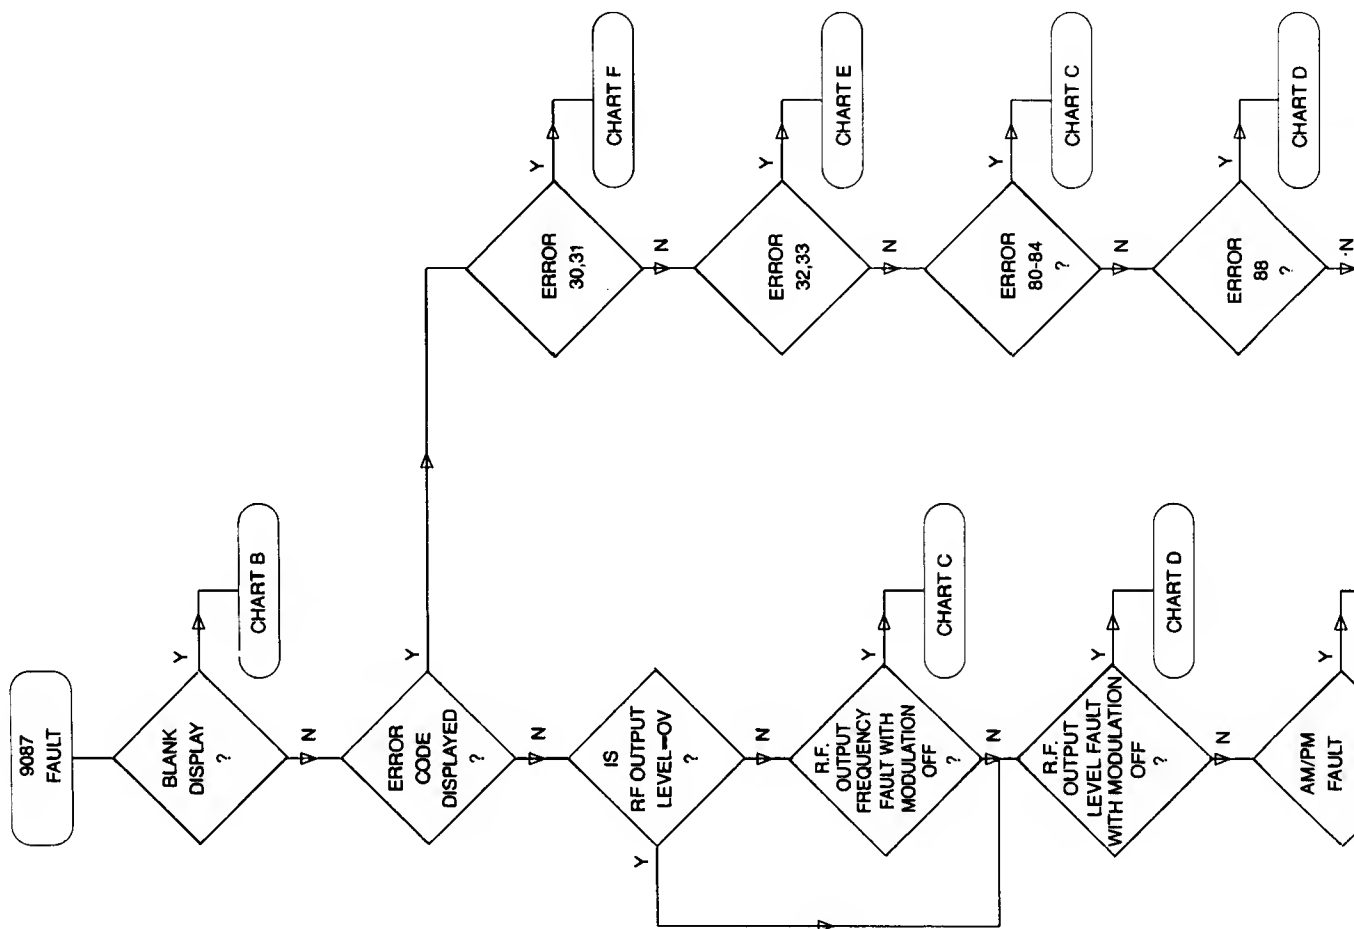 9087
FAULT
BLANK
DISPLAY
?
Y
CHART B
N
ERROR
CODE
DISPLAYED
?
Y
N
IS
RF OUTPUT
LEVEL=OV
?
Y
N
R.F.
OUTPUT
FREQUENCY
FAULT WITH
MODULATION
OFF
?
Y
CHART C
N
R.F.
OUTPUT
LEVEL FAULT
WITH MODULATION
OFF
?
Y
CHART D
N
AM/PM
FAULT
Y
ERROR
30,31
Y
CHART F
N
ERROR
32,33
Y
CHART E
N
ERROR
80-84
?
Y
CHART C
N
ERROR
88
?
Y
CHART D
N